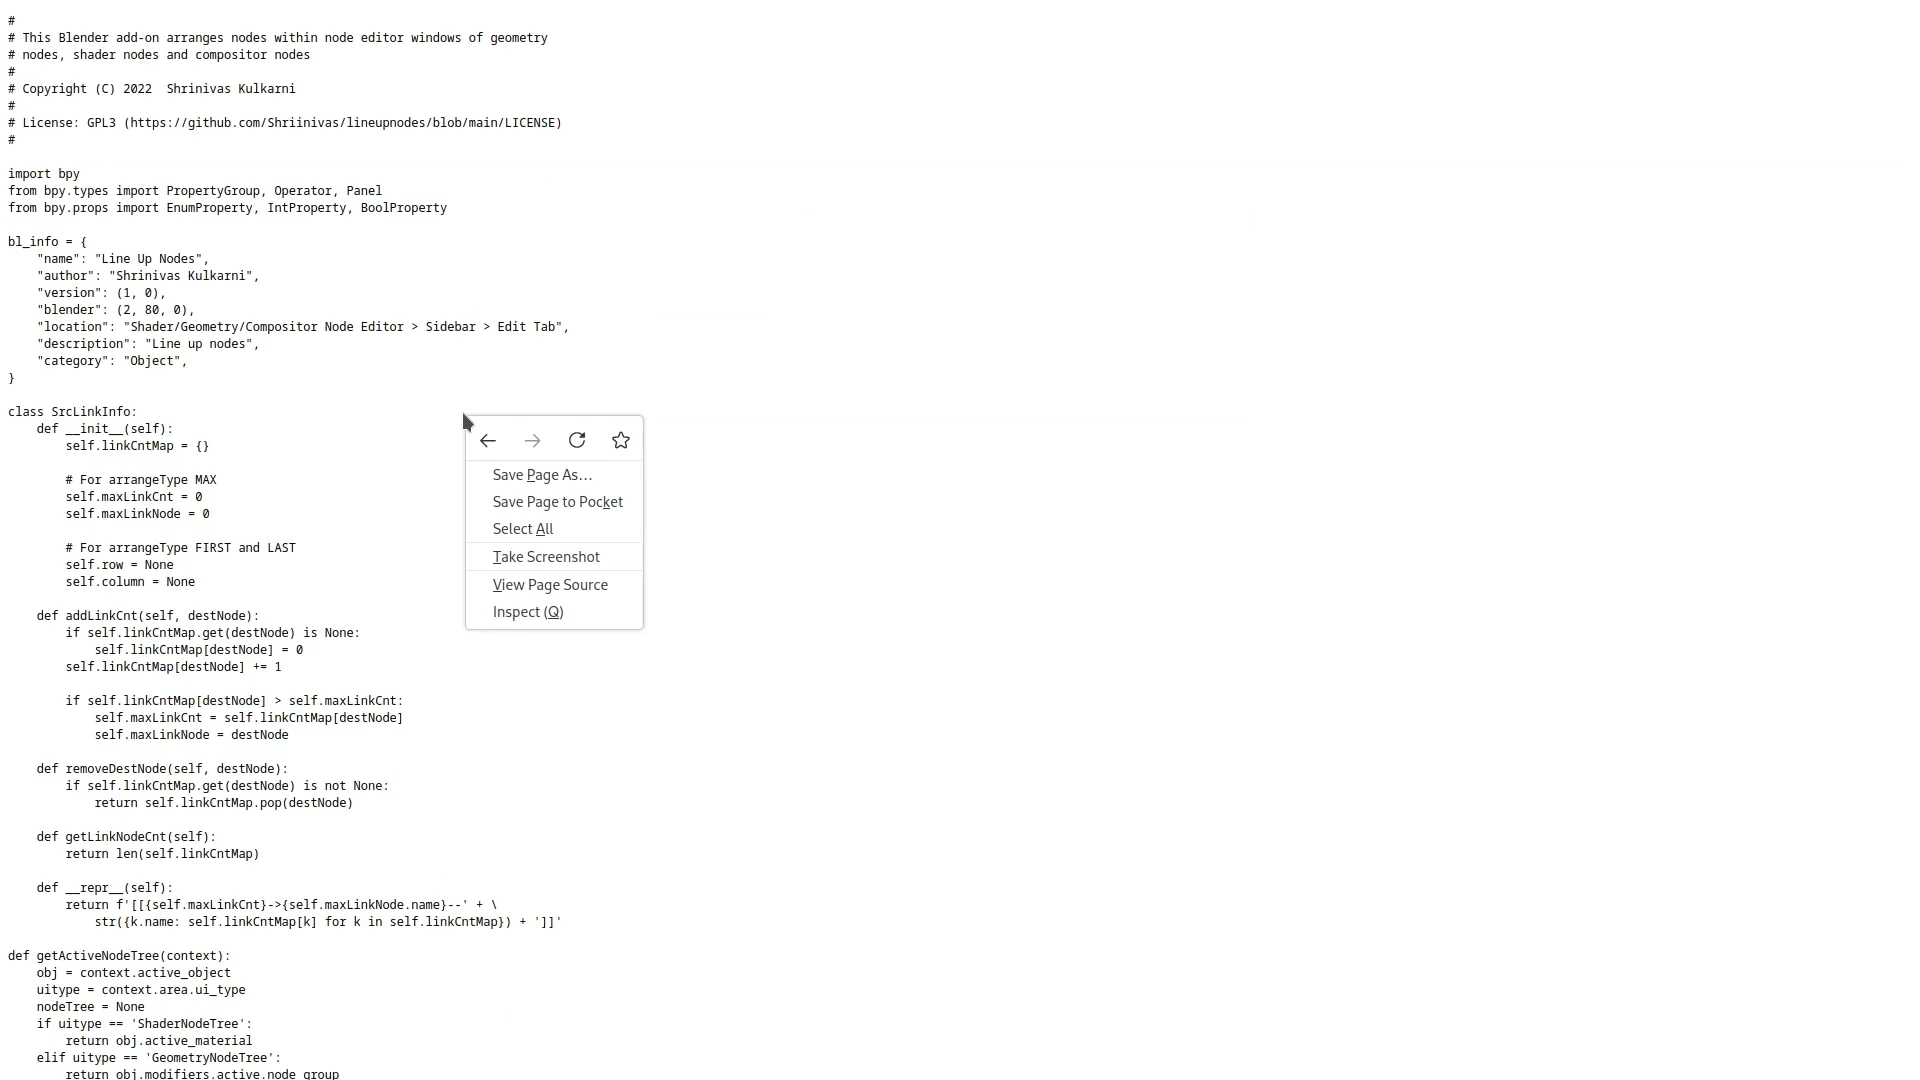 #
# This Blender add-on arranges nodes within node editor windows of geometry
# nodes, shader nodes and compositor nodes
#
# Copyright (C) 2022  Shrinivas Kulkarni
#
# License: GPL3 (https://github.com/Shriinivas/lineupnodes/blob/main/LICENSE)
#
import bpy
from bpy.types import PropertyGroup, Operator, Panel
from bpy.props import EnumProperty, IntProperty, BoolProperty
bl_info = {
    "name": "Line Up Nodes",
    "author": "Shrinivas Kulkarni",
    "version": (1, 0),
    "blender": (2, 80, 0),
    "location": "Shader/Geometry/Compositor Node Editor > Sidebar > Edit Tab",
    "description": "Line up nodes",
    "category": "Object",
}
class SrcLinkInfo:
    def __init__(self):
        self.linkCntMap = {}
        # For arrangeType MAX
        self.maxLinkCnt = 0
        self.maxLinkNode = 0
        # For arrangeType FIRST and LAST
        self.row = None
        self.column = None
    def addLinkCnt(self, destNode):
        if self.linkCntMap.get(destNode) is None:
            self.linkCntMap[destNode] = 0
        self.linkCntMap[destNode] += 1
        if self.linkCntMap[destNode] > self.maxLinkCnt:
            self.maxLinkCnt = self.linkCntMap[destNode]
            self.maxLinkNode = destNode
    def removeDestNode(self, destNode):
        if self.linkCntMap.get(destNode) is not None:
            return self.linkCntMap.pop(destNode)
    def getLinkNodeCnt(self):
        return len(self.linkCntMap)
    def __repr__(self):
        return f'[[{self.maxLinkCnt}->{self.maxLinkNode.name}--' + \
            str({k.name: self.linkCntMap[k] for k in self.linkCntMap}) + ']]'
def getActiveNodeTree(context):
    obj = context.active_object
    uitype = context.area.ui_type
    nodeTree = None
    if uitype == 'ShaderNodeTree':
        return obj.active_material
    elif uitype == 'GeometryNodeTree':
        return obj.modifiers.active.node_group
Save Page As…
Save Page to Pocket
Select All
Take Screenshot
View Page Source
Inspect (Q)